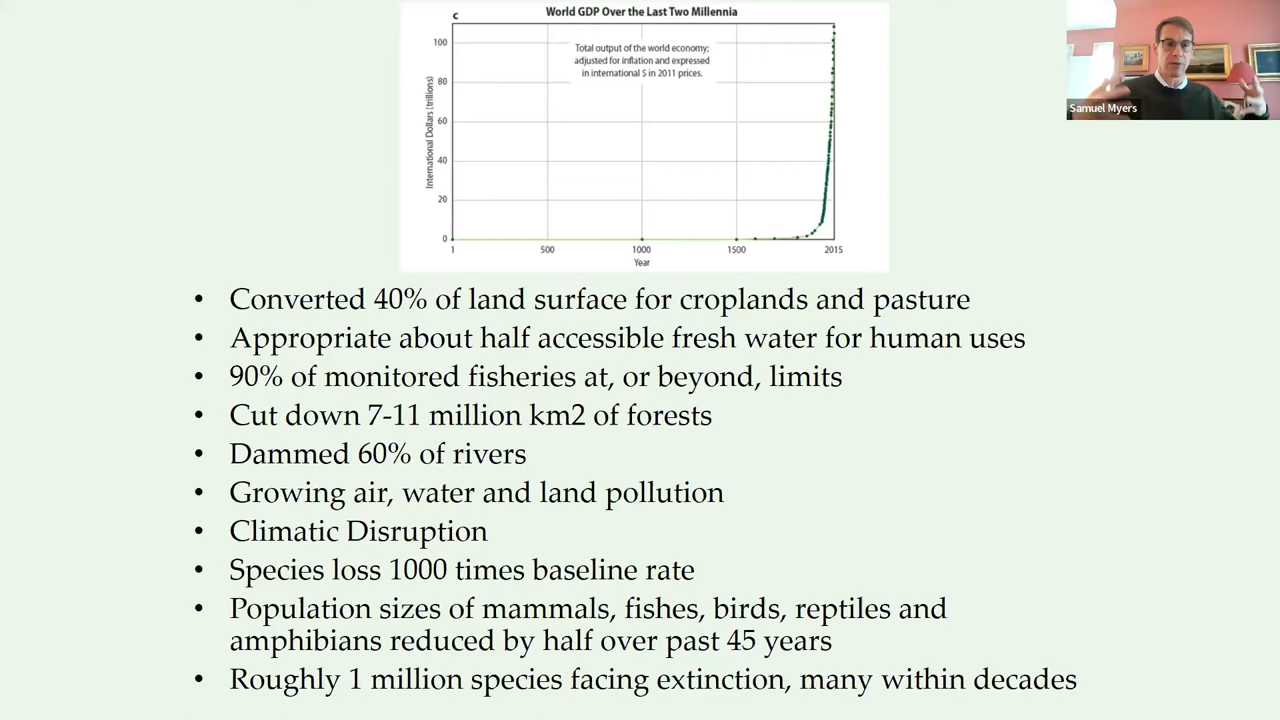 c
World GDP Over the Last Two Millennia
Total output of the world economy;
adjusted for inflation and expressed
in international $ in 2011 prices.
International Dollars (trillions)
100
80
60
40
20
0
1
500
1000
1500
2015
Year
Samuel Myers
• Converted 40% of land surface for croplands and pasture
• Appropriate about half accessible fresh water for human uses
• 90% of monitored fisheries at, or beyond, limits
• Cut down 7-11 million km2 of forests
• Dammed 60% of rivers
• Growing air, water and land pollution
• Climatic Disruption
• Species loss 1000 times baseline rate
• Population sizes of mammals, fishes, birds, reptiles and
amphibians reduced by half over past 45 years
• Roughly 1 million species facing extinction, many within decades